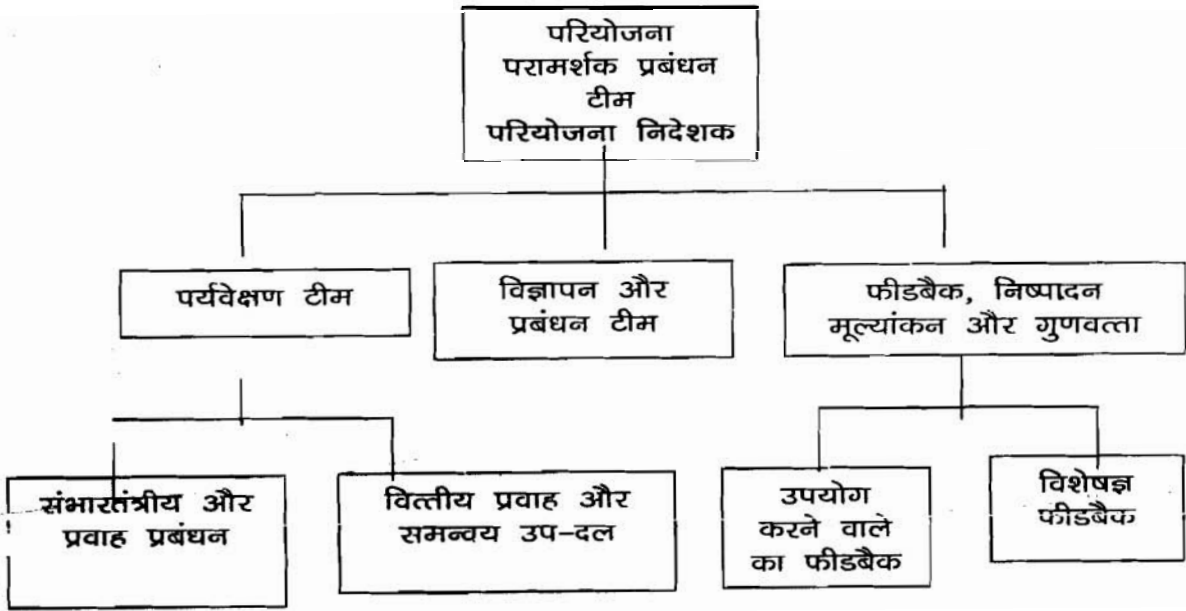 परियोजना
परामर्शक प्रबंधन
टीम
परियोजना निदेशक
पर्यवेक्षण टीम
विज्ञापन और
प्रबंधन टीम
फीडबैक, निष्पादन
मूल्यांकन और गुणवत्ता
संभारतंत्रीय और
प्रवाह प्रबंधन
वित्तीय प्रवाह और
समन्वय उप-दल
उपयोग
करने वाले
का फीडबैक
विशेषज्ञ
फीडबैक